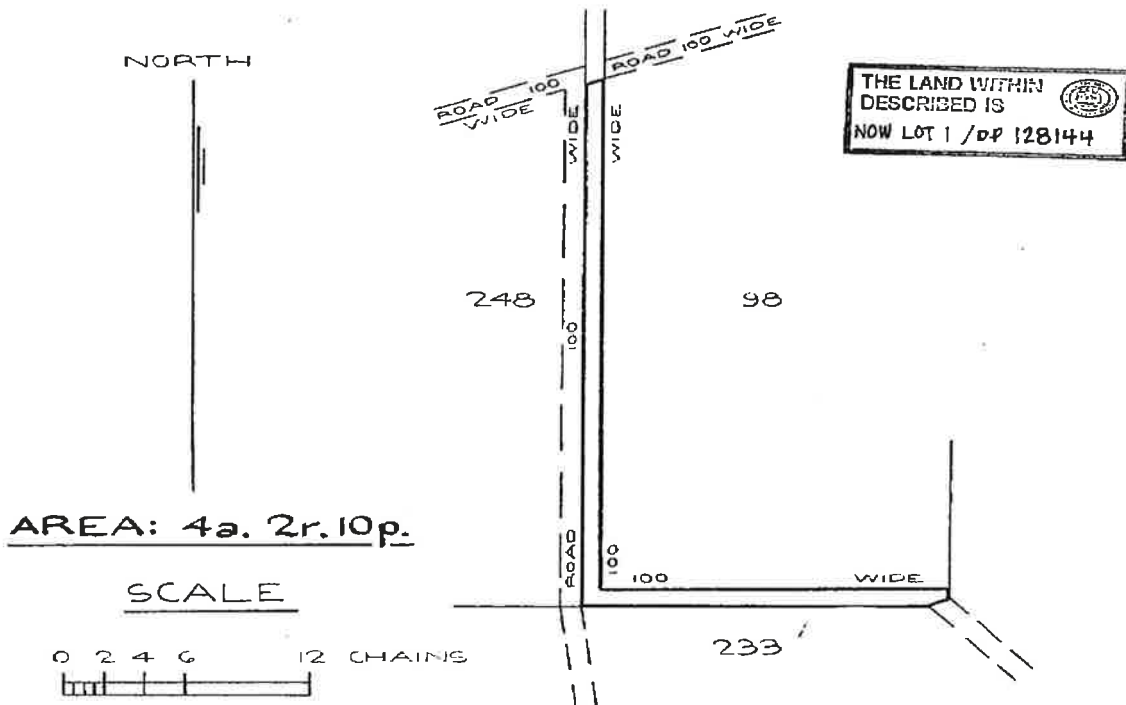 NORTH
ROAD 100 WIDE
ROAD 100
WIDE
WIDE
WIDE
THE LAND WITHIN
DESCRIBED IS
NOW LOT 1 / DP 128144
248
98
100
AREA: 4a. 2r. 10p.
SCALE
ROAD
100
100
WIDE
233
0 2 4 6 12 CHAINS